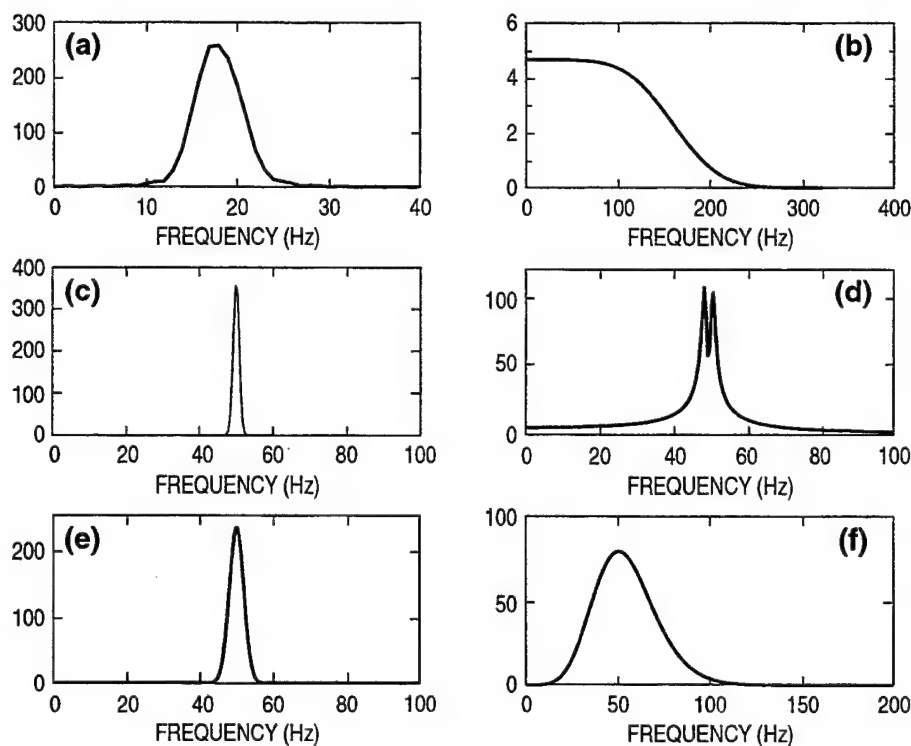 (a)
300
200
100
0
0 10 20 30 40
FREQUENCY (Hz)
(b)
6
4
2
0
0 100 200 300 400
FREQUENCY (Hz)
(c)
400
300
200
100
0
0 20 40 60 80 100
FREQUENCY (Hz)
(d)
100
50
0
0 20 40 60 80 100
FREQUENCY (Hz)
(e)
200
100
0
0 20 40 60 80 100
FREQUENCY (Hz)
(f)
100
50
0
0 50 100 150 200
FREQUENCY (Hz)